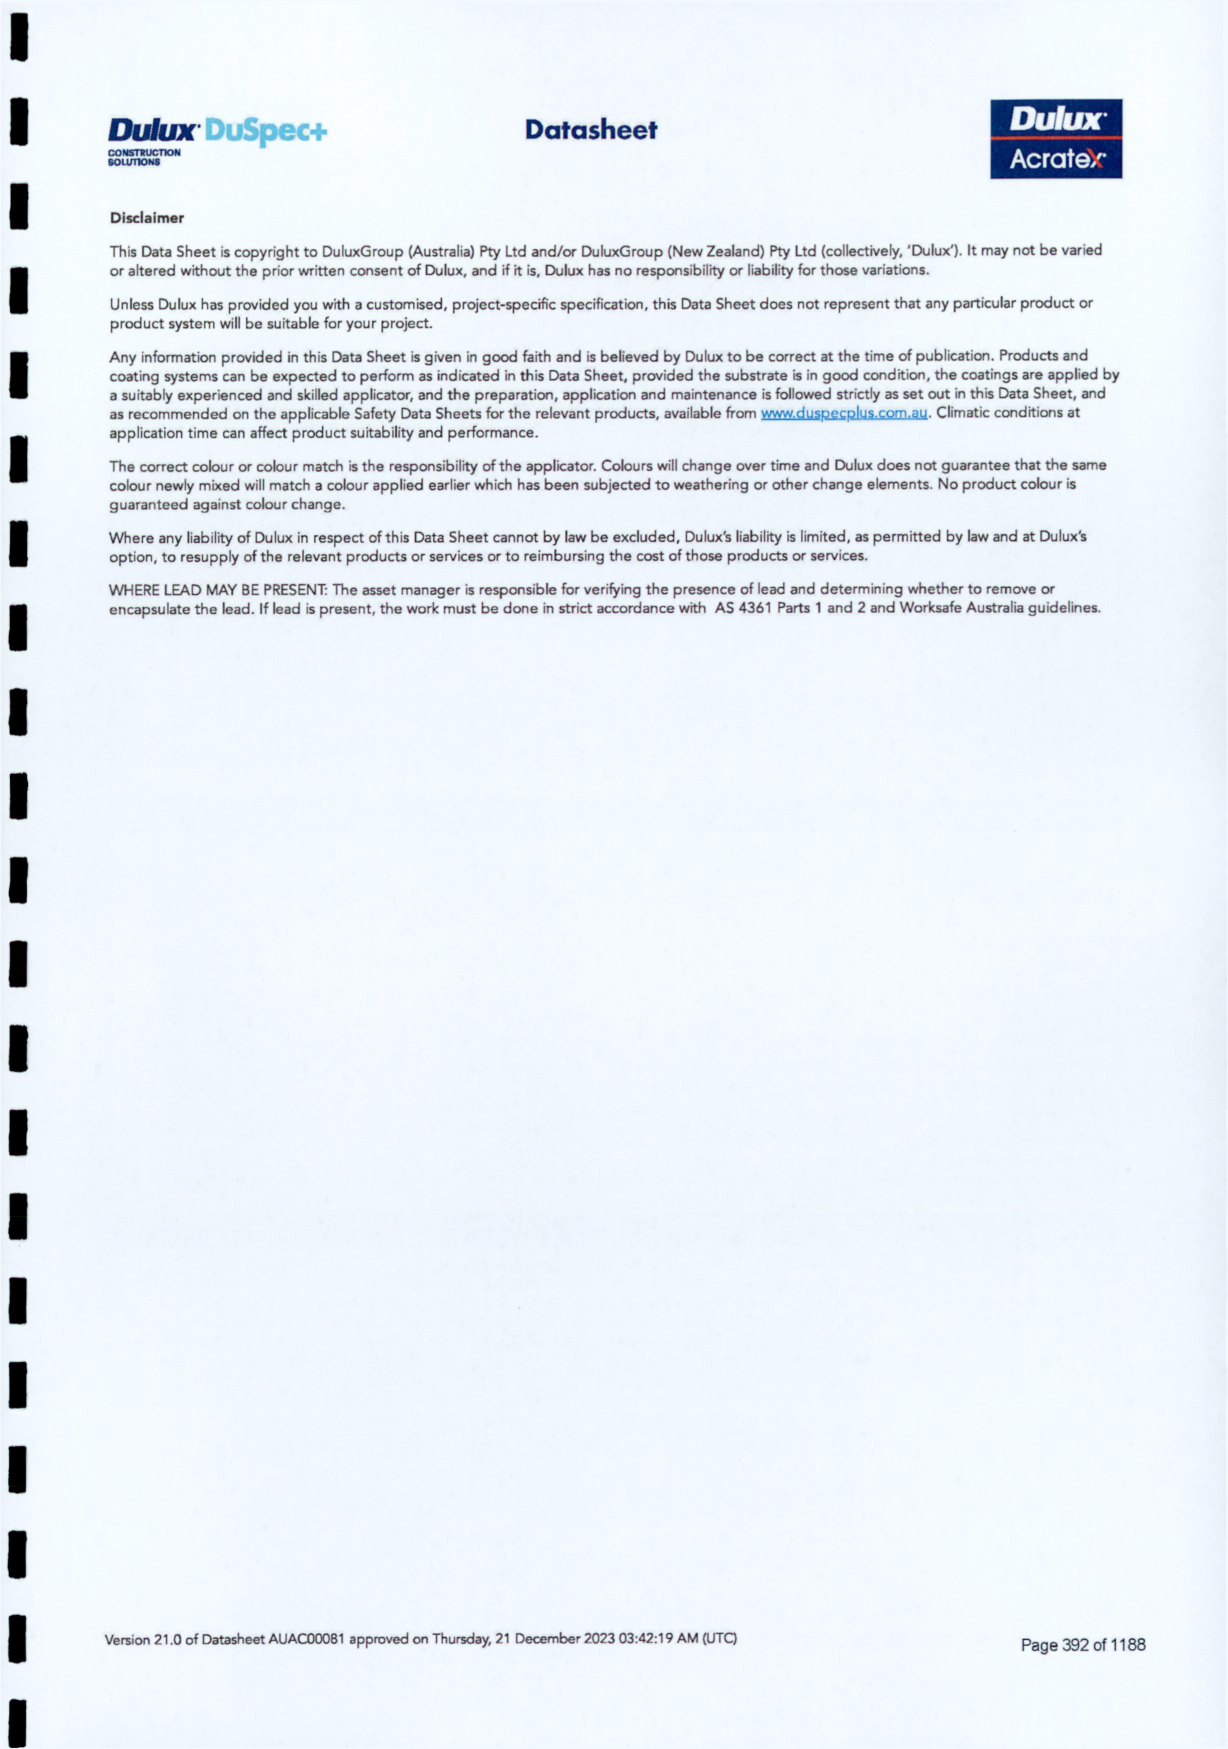 Dulux DuSpec+
CONSTRUCTION
SOLUTIONS
Datasheet
Dulux
Acratex
Disclaimer
This Data Sheet is copyright to DuluxGroup (Australia) Pty Ltd and/or DuluxGroup (New Zealand) Pty Ltd (collectively, 'Dulux'). It may not be varied
or altered without the prior written consent of Dulux, and if it is, Dulux has no responsibility or liability for those variations.
Unless Dulux has provided you with a customised, project-specific specification, this Data Sheet does not represent that any particular product or
product system will be suitable for your project.
Any information provided in this Data Sheet is given in good faith and is believed by Dulux to be correct at the time of publication. Products and
coating systems can be expected to perform as indicated in this Data Sheet, provided the substrate is in good condition, the coatings are applied by
a suitably experienced and skilled applicator, and the preparation, application and maintenance is followed strictly as set out in this Data Sheet, and
as recommended on the applicable Safety Data Sheets for the relevant products, available from www.duspecplus.com.au. Climatic conditions at
application time can affect product suitability and performance.
The correct colour or colour match is the responsibility of the applicator. Colours will change over time and Dulux does not guarantee that the same
colour newly mixed will match a colour applied earlier which has been subjected to weathering or other change elements. No product colour is
guaranteed against colour change.
Where any liability of Dulux in respect of this Data Sheet cannot by law be excluded, Dulux's liability is limited, as permitted by law and at Dulux's
option, to resupply of the relevant products or services or to reimbursing the cost of those products or services.
WHERE LEAD MAY BE PRESENT: The asset manager is responsible for verifying the presence of lead and determining whether to remove or
encapsulate the lead. If lead is present, the work must be done in strict accordance with AS 4361 Parts 1 and 2 and Worksafe Australia guidelines.
Version 21.0 of Datasheet AUAC00081 approved on Thursday, 21 December 2023 03:42:19 AM (UTC)
Page 392 of 1188